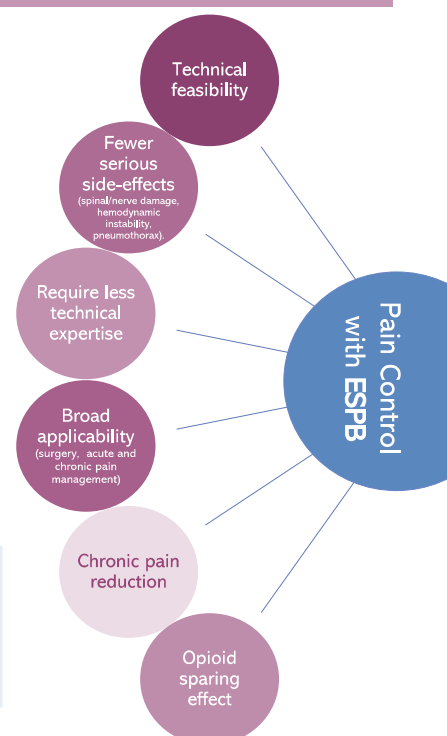 Technical
feasibility
Fewer
serious
side-effects
(spinal/nerve damage,
hemodynamic
instability,
pneumothorax).
Require less
technical
expertise
Broad
applicability
(surgery, acute and
chronic pain
management)
Chronic pain
reduction
Opioid
sparing
effect
Pain Control
with ESPB